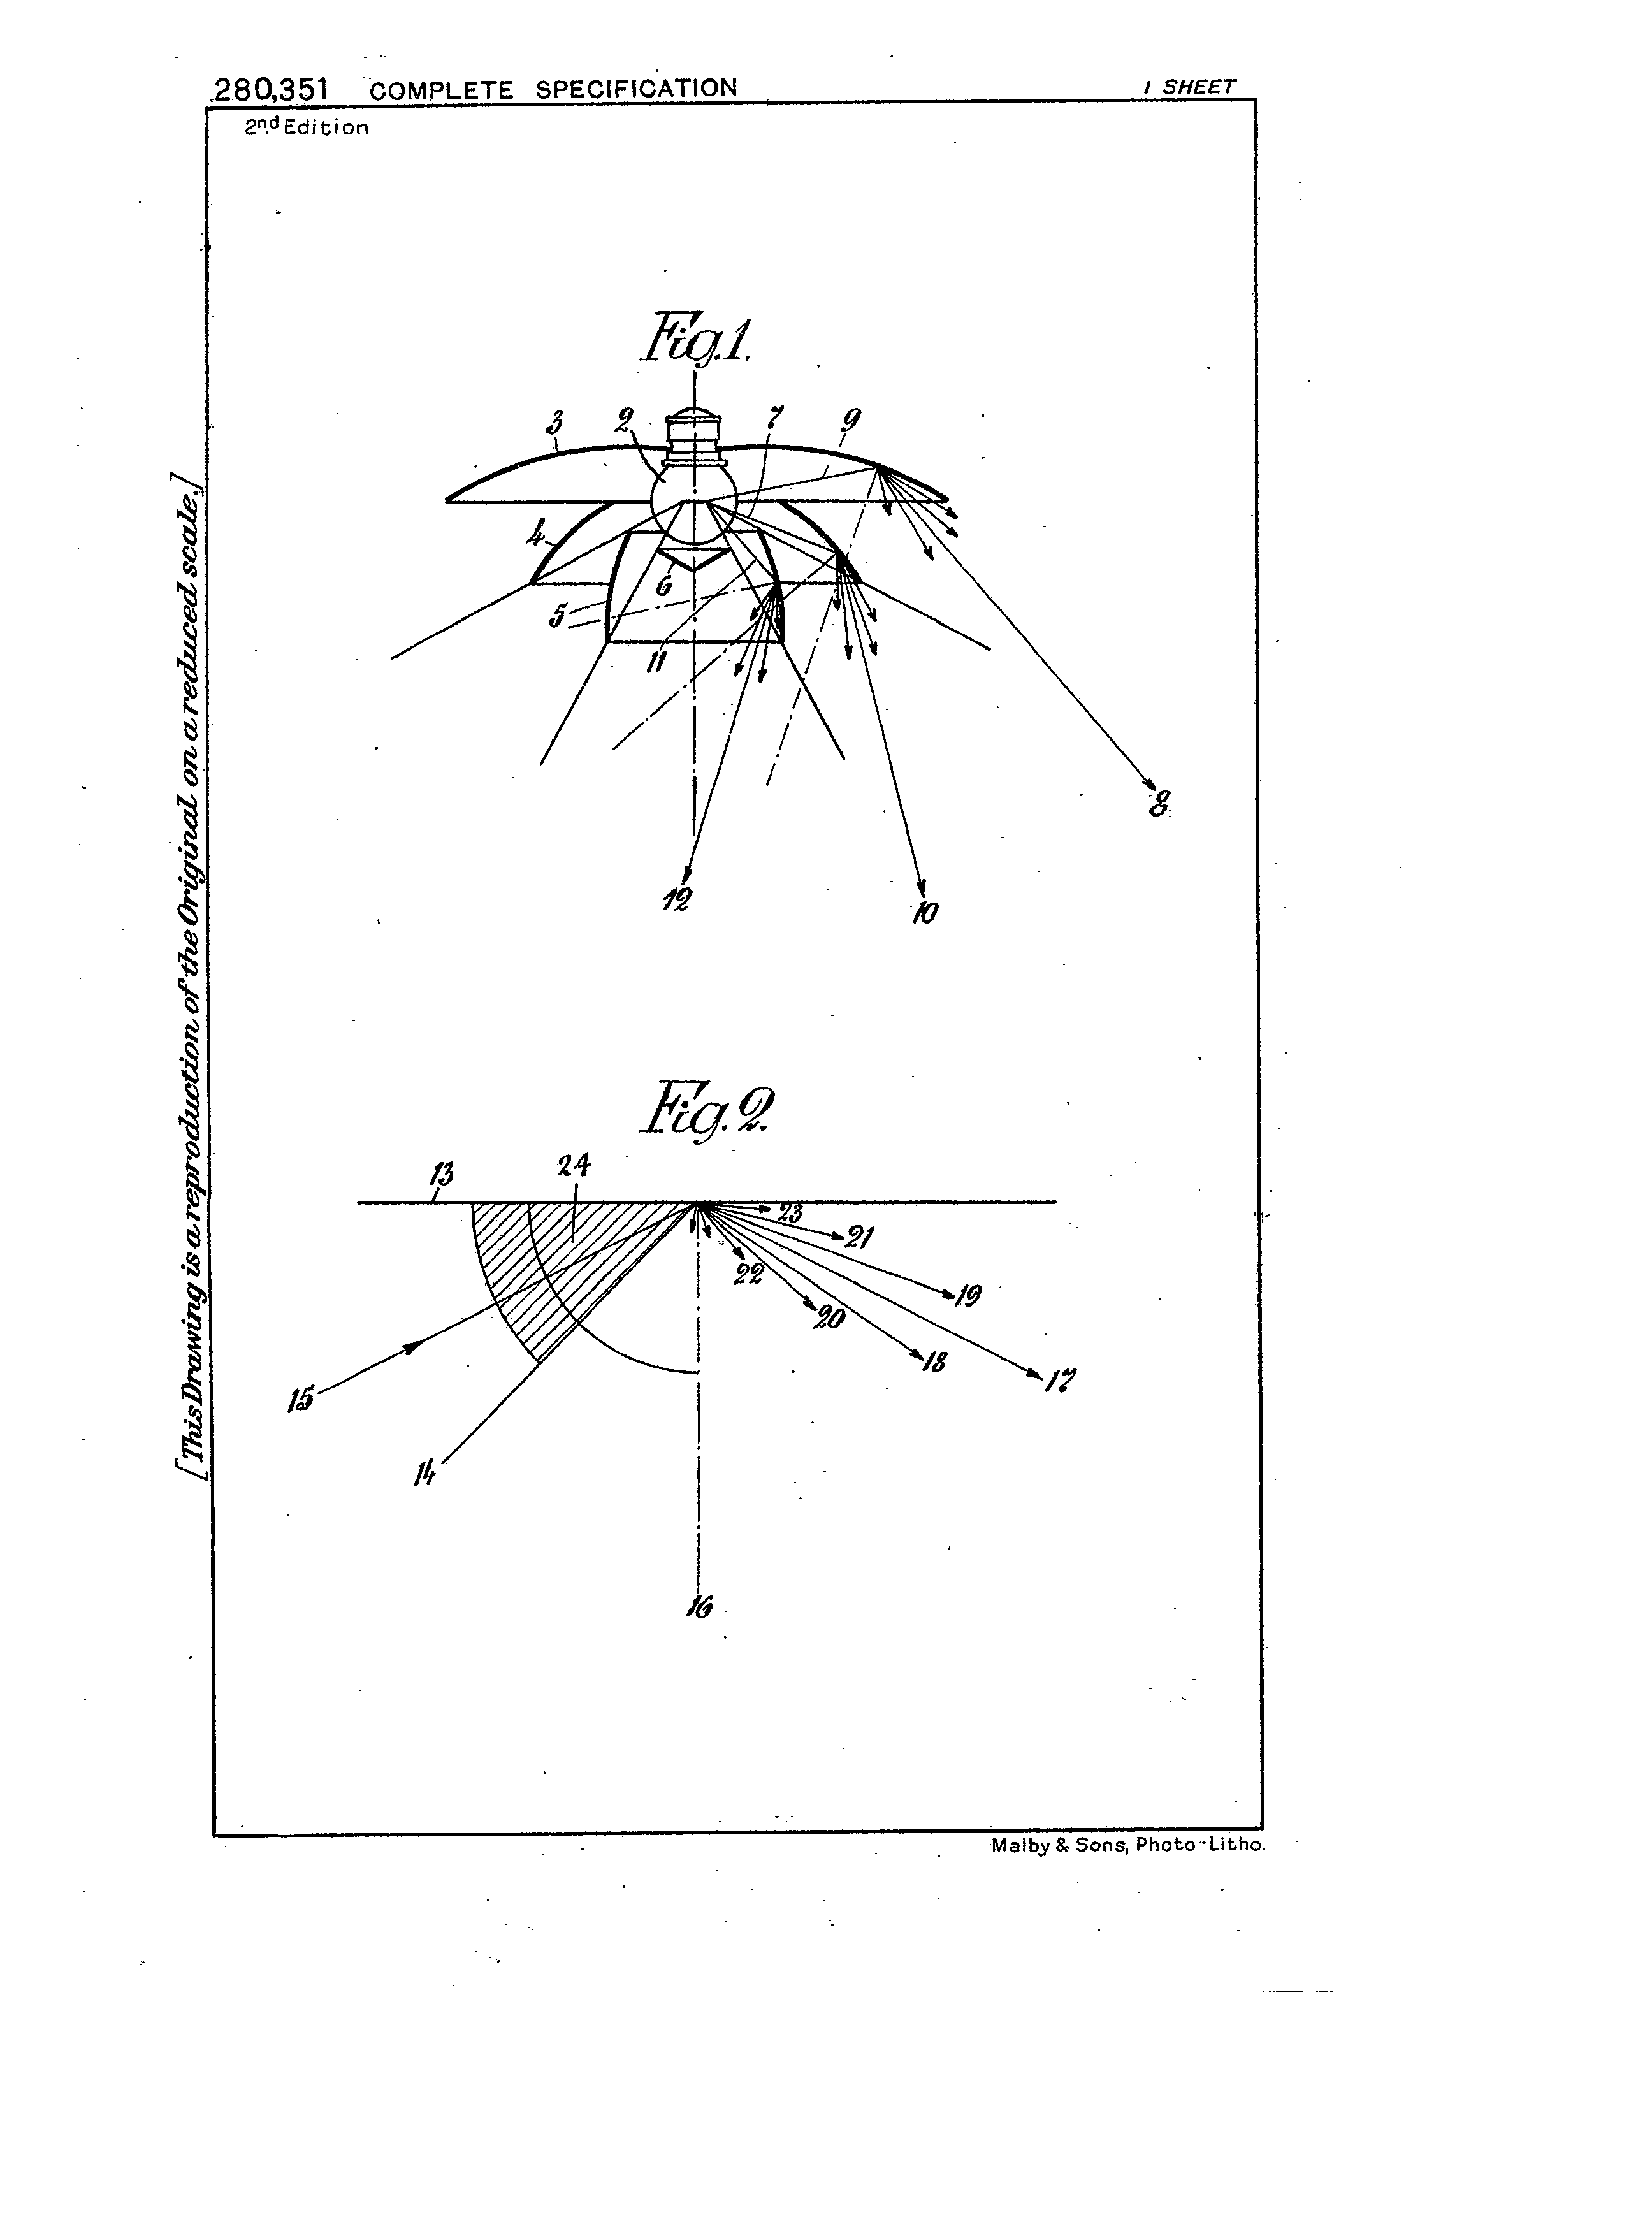 280,351 COMPLETE SPECIFICATION 1 SHEET
2nd Edition
[This Drawing is a reproduction of the Original on a reduced scale.]
Fig.1.
3 2 7 9
4
6
5
11
8
12
10
Fig.2.
13 24
23
21
22
19
20
18
17
15
14
16
Malby & Sons, Photo-Litho.